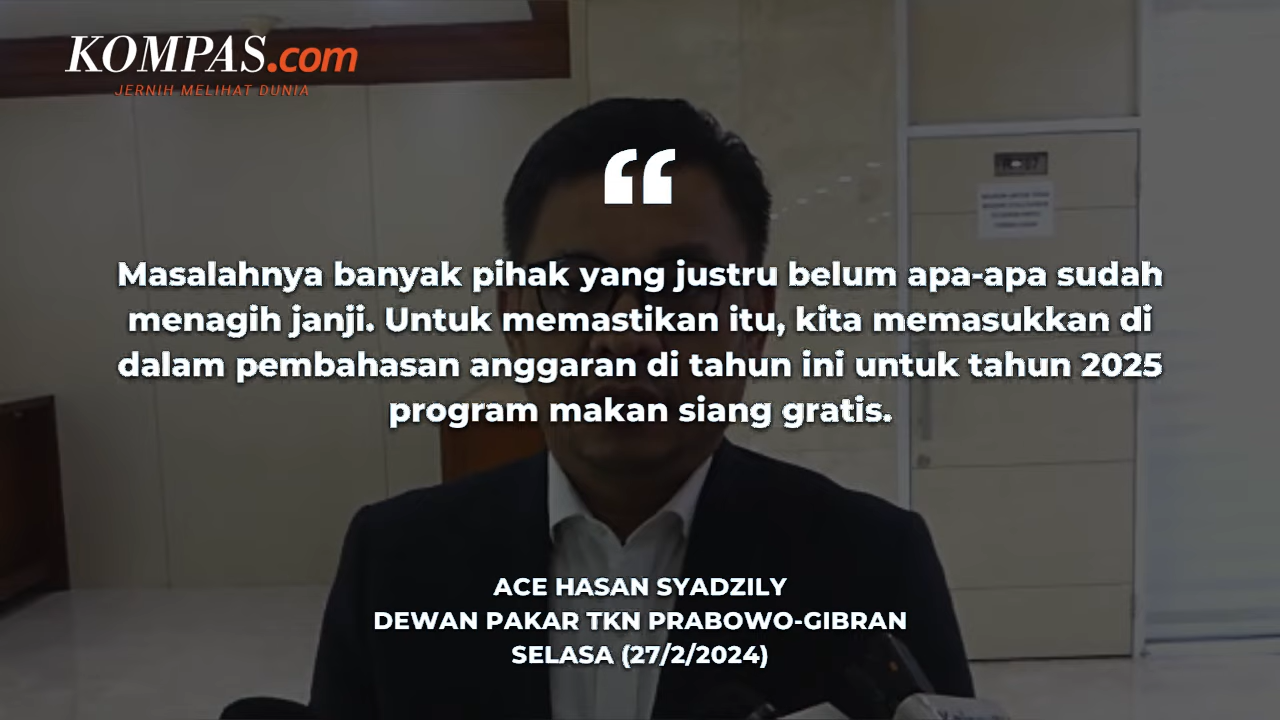 KOMPAS.com
JERNIH MELIHAT DUNIA
“
Masalahnya banyak pihak yang justru belum apa-apa sudah
menagih janji. Untuk memastikan itu, kita memasukkan di
dalam pembahasan anggaran di tahun ini untuk tahun 2025
program makan siang gratis.
ACE HASAN SYADZILY
DEWAN PAKAR TKN PRABOWO-GIBRAN
SELASA (27/2/2024)